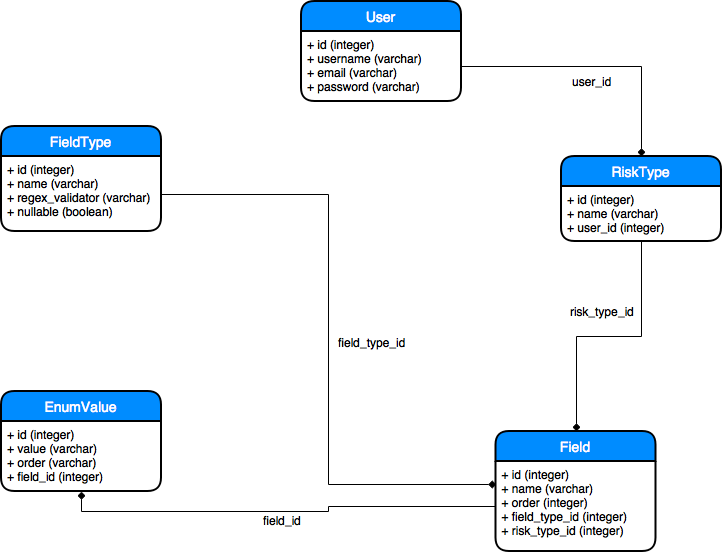 User
+ id (integer)
+ username (varchar)
+ email (varchar)
+ password (varchar)
user_id
FieldType
+ id (integer)
+ name (varchar)
+ regex_validator (varchar)
+ nullable (boolean)
RiskType
+ id (integer)
+ name (varchar)
+ user_id (integer)
risk_type_id
field_type_id
EnumValue
+ id (integer)
+ value (varchar)
+ order (varchar)
+ field_id (integer)
field_id
Field
+ id (integer)
+ name (varchar)
+ order (integer)
+ field_type_id (integer)
+ risk_type_id (integer)